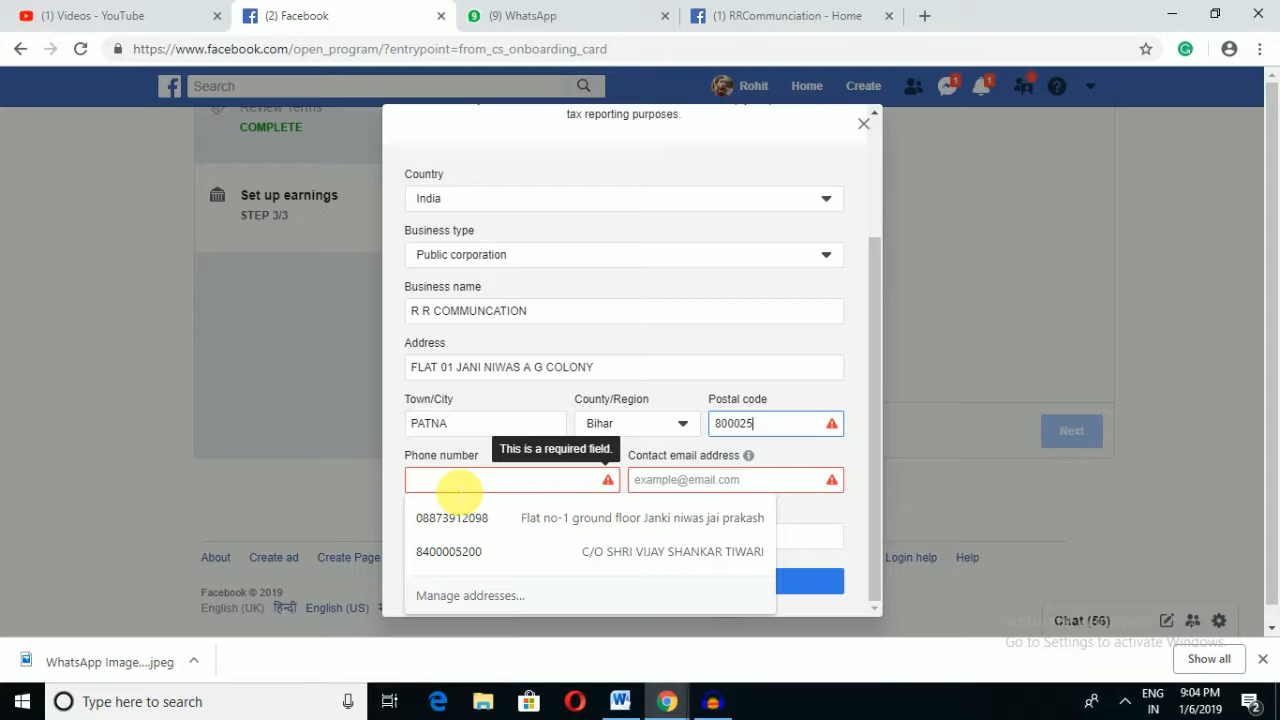 (1) Videos - YouTube
(2) Facebook
(9) WhatsApp
(1) RRCommunciation - Home
https://www.facebook.com/open_program/?entrypoint=from_cs_onboarding_card
Search
Rohit
Home
Create
1
1
Review Terms
COMPLETE
Set up earnings
STEP 3/3
tax reporting purposes.
Country
India
Business type
Public corporation
Business name
R R COMMUNCATION
Address
FLAT 01 JANI NIWAS A G COLONY
Town/City
County/Region
Postal code
PATNA
Bihar
800025
This is a required field.
Phone number
Contact email address
example@email.com
08873912098 Flat no-1 ground floor Janki niwas jai prakash
8400005200 C/O SHRI VIJAY SHANKAR TIWARI
Manage addresses...
Next
About Create ad Create Page
Login help Help
Facebook © 2019
English (UK) हिन्दी English (US)
Chat (56)
Go to Settings to activate Windows.
WhatsApp Image....jpeg
Show all
Type here to search
ENG
IN
9:04 PM
1/6/2019
2